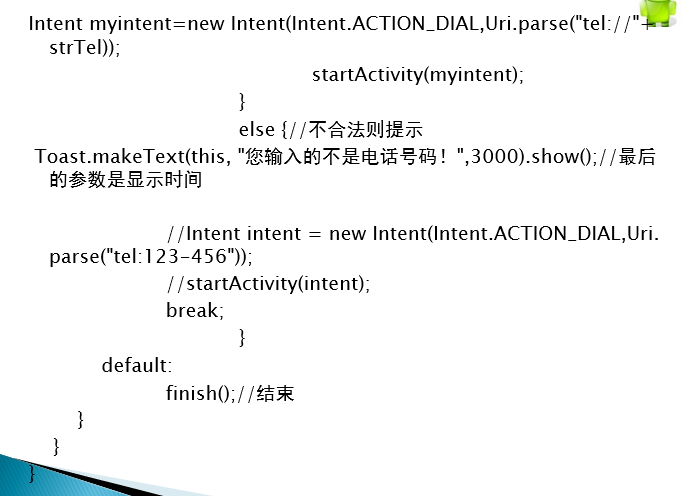 Intent myintent=new Intent(Intent.ACTION_DIAL,Uri.parse("tel://"+
strTel));
startActivity(myintent);
}
else {//不合法则提示
Toast.makeText(this, "您输入的不是电话号码！",3000).show();//最后
的参数是显示时间
//Intent intent = new Intent(Intent.ACTION_DIAL,Uri.
parse("tel:123-456"));
//startActivity(intent);
break;
}
default:
finish();//结束
}
}
}